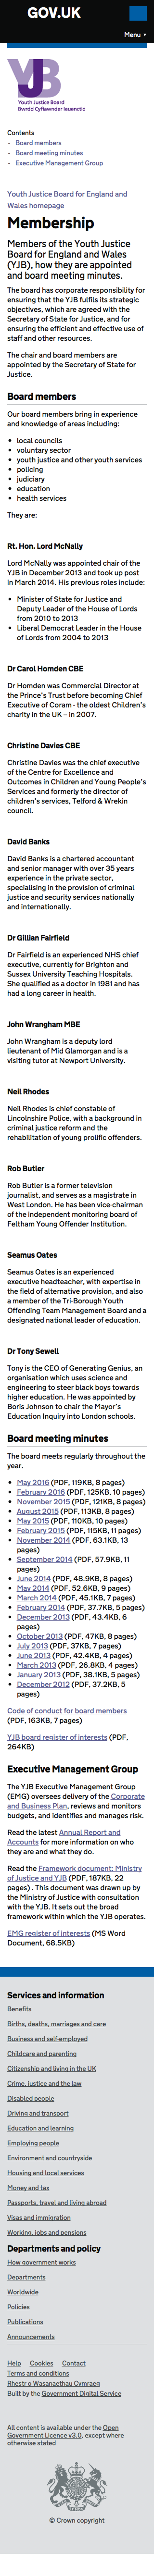 GOV.UK
Menu ▼
YJB
Youth Justice Board
Bwrdd Cyfiawnder Ieuenctid
Contents
- Board members
- Board meeting minutes
- Executive Management Group
Youth Justice Board for England and
Wales homepage
Membership
Members of the Youth Justice
Board for England and Wales
(YJB), how they are appointed
and board meeting minutes.
The board has corporate responsibility for
ensuring that the YJB fulfils its strategic
objectives, which are agreed with the
Secretary of State for Justice, and for
ensuring the efficient and effective use of
staff and other resources.
The chair and board members are
appointed by the Secretary of State for
Justice.
Board members
Our board members bring in experience
and knowledge of areas including:
• local councils
• voluntary sector
• youth justice and other youth services
• policing
• judiciary
• education
• health services
They are:
Rt. Hon. Lord McNally
Lord McNally was appointed chair of the
YJB in December 2013 and took up post
in March 2014. His previous roles include:
• Minister of State for Justice and
Deputy Leader of the House of Lords
from 2010 to 2013
• Liberal Democrat Leader in the House
of Lords from 2004 to 2013
Dr Carol Homden CBE
Dr Homden was Commercial Director at
the Prince's Trust before becoming Chief
Executive of Coram - the oldest Children's
charity in the UK – in 2007.
Christine Davies CBE
Christine Davies was the chief executive
of the Centre for Excellence and
Outcomes in Children and Young People's
Services and formerly the director of
children's services, Telford & Wrekin
council.
David Banks
David Banks is a chartered accountant
and senior manager with over 35 years
experience in the private sector,
specialising in the provision of criminal
justice and security services nationally
and internationally.
Dr Gillian Fairfield
Dr Fairfield is an experienced NHS chief
executive, currently for Brighton and
Sussex University Teaching Hospitals.
She qualified as a doctor in 1981 and has
had a long career in health.
John Wrangham MBE
John Wrangham is a deputy lord
lieutenant of Mid Glamorgan and is a
visiting tutor at Newport University.
Neil Rhodes
Neil Rhodes is chief constable of
Lincolnshire Police, with a background in
criminal justice reform and the
rehabilitation of young prolific offenders.
Rob Butler
Rob Butler is a former television
journalist, and serves as a magistrate in
West London. He has been vice-chairman
of the independent monitoring board of
Feltham Young Offender Institution.
Seamus Oates
Seamus Oates is an experienced
executive headteacher, with expertise in
the field of alternative provision, and also
a member of the Tri-Borough Youth
Offending Team Management Board and a
designated national leader of education.
Dr Tony Sewell
Tony is the CEO of Generating Genius, an
organisation which uses science and
engineering to steer black boys towards
higher education. He was invited by
Boris Johnson to chair the Mayor's
Education Inquiry into London schools.
Board meeting minutes
The board meets regularly throughout the
year.
• May 2016 (PDF, 119KB, 8 pages)
• February 2016 (PDF, 125KB, 10 pages)
• November 2015 (PDF, 121KB, 8 pages)
• August 2015 (PDF, 113KB, 8 pages)
• May 2015 (PDF, 110KB, 10 pages)
• February 2015 (PDF, 115KB, 11 pages)
• November 2014 (PDF, 63.1KB, 13
pages)
• September 2014 (PDF, 57.9KB, 11
pages)
• June 2014 (PDF, 48.9KB, 8 pages)
• May 2014 (PDF, 52.6KB, 9 pages)
• March 2014 (PDF, 45.1KB, 7 pages)
• February 2014 (PDF, 37.7KB, 5 pages)
• December 2013 (PDF, 43.4KB, 6
pages)
• October 2013 (PDF, 47KB, 8 pages)
• July 2013 (PDF, 37KB, 7 pages)
• June 2013 (PDF, 42.4KB, 4 pages)
• March 2013 (PDF, 26.8KB, 4 pages)
• January 2013 (PDF, 38.1KB, 5 pages)
• December 2012 (PDF, 37.2KB, 5
pages)
Code of conduct for board members
(PDF, 163KB, 7 pages)
YJB board register of interests (PDF,
264KB)
Executive Management Group
The YJB Executive Management Group
(EMG) oversees delivery of the Corporate
and Business Plan, reviews and monitors
budgets, and identifies and manages risk.
Read the latest Annual Report and
Accounts for more information on who
they are and what they do.
Read the Framework document: Ministry
of Justice and YJB (PDF, 187KB, 22
pages) . This document was drawn up by
the Ministry of Justice with consultation
with the YJB. It sets out the broad
framework within which the YJB operates.
EMG register of interests (MS Word
Document, 68.5KB)
Services and information
Benefits
Births, deaths, marriages and care
Business and self-employed
Childcare and parenting
Citizenship and living in the UK
Crime, justice and the law
Disabled people
Driving and transport
Education and learning
Employing people
Environment and countryside
Housing and local services
Money and tax
Passports, travel and living abroad
Visas and immigration
Working, jobs and pensions
Departments and policy
How government works
Departments
Worldwide
Policies
Publications
Announcements
Help Cookies Contact
Terms and conditions
Rhestr o Wasanaethau Cymraeg
Built by the Government Digital Service
All content is available under the Open
Government Licence v3.0, except where
otherwise stated
© Crown copyright